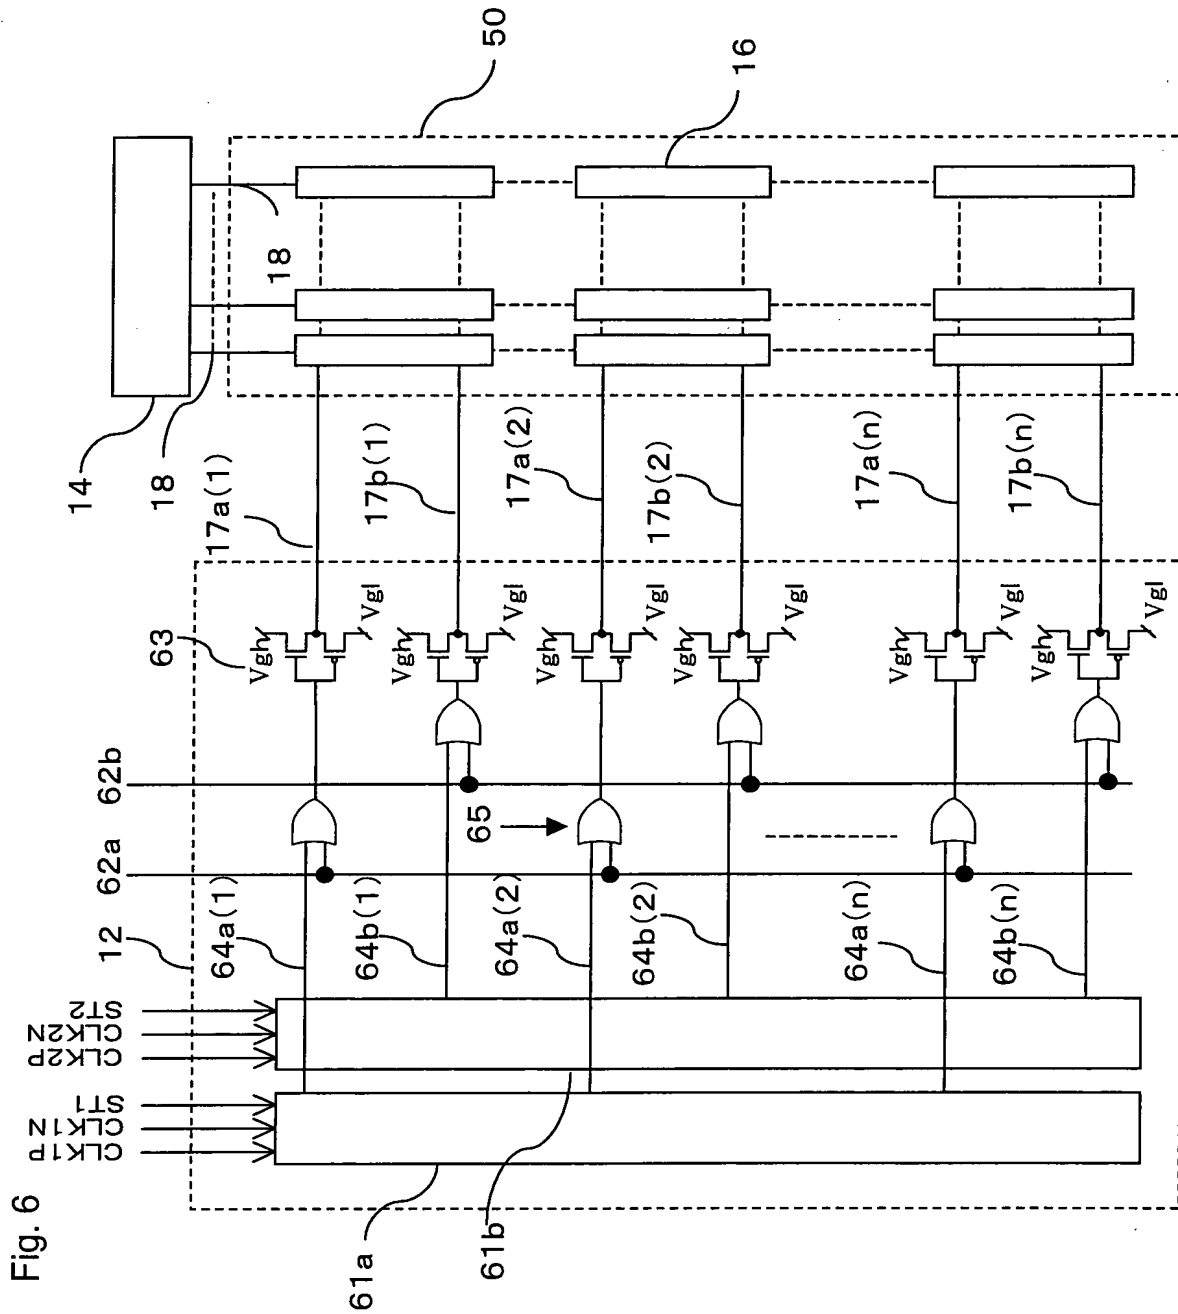 Fig. 6
14
18
18
50
16
17a(1)
17b(1)
17a(2)
17b(2)
17a(n)
17b(n)
63
Vgh
Vgl
Vgh
Vgl
Vgh
Vgl
Vgh
Vgl
Vgh
Vgl
Vgh
Vgl
62b
62a
65
12
64a(1)
64b(1)
64a(2)
64b(2)
64a(n)
64b(n)
ST2
CLK2N
CLK2P
ST1
CLK1N
CLK1P
61a
61b